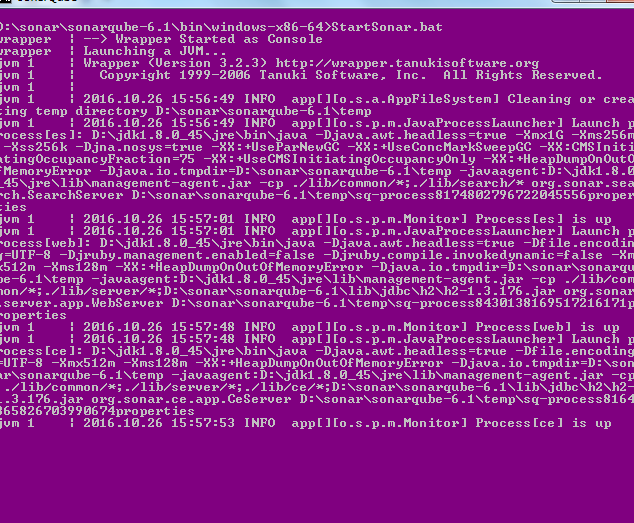 D:\sonar\sonarqube-6.1\bin\windows-x86-64>StartSonar.bat
wrapper  | --> Wrapper Started as Console
wrapper  | Launching a JVM...
jvm 1    | Wrapper (Version 3.2.3) http://wrapper.tanukisoftware.org
jvm 1    |   Copyright 1999-2006 Tanuki Software, Inc.  All Rights Reserved.
jvm 1    |
jvm 1    | 2016.10.26 15:56:49 INFO  app[][o.s.a.AppFileSystem] Cleaning or crea
ting temp directory D:\sonar\sonarqube-6.1\temp
jvm 1    | 2016.10.26 15:56:49 INFO  app[][o.s.p.m.JavaProcessLauncher] Launch p
rocess[es]: D:\jdk1.8.0_45\jre\bin\java -Djava.awt.headless=true -Xmx1G -Xms256m
 -Xss256k -Djna.nosys=true -XX:+UseParNewGC -XX:+UseConcMarkSweepGC -XX:CMSIniti
atingOccupancyFraction=75 -XX:+UseCMSInitiatingOccupancyOnly -XX:+HeapDumpOnOutO
fMemoryError -Djava.io.tmpdir=D:\sonar\sonarqube-6.1\temp -javaagent:D:\jdk1.8.0
_45\jre\lib\management-agent.jar -cp ./lib/common/*;./lib/search/* org.sonar.sea
rch.SearchServer D:\sonar\sonarqube-6.1\temp\sq-process8174802796722045556proper
ties
jvm 1    | 2016.10.26 15:57:01 INFO  app[][o.s.p.m.Monitor] Process[es] is up
jvm 1    | 2016.10.26 15:57:01 INFO  app[][o.s.p.m.JavaProcessLauncher] Launch p
rocess[web]: D:\jdk1.8.0_45\jre\bin\java -Djava.awt.headless=true -Dfile.encodin
g=UTF-8 -Djruby.management.enabled=false -Djruby.compile.invokedynamic=false -Xm
x512m -Xms128m -XX:+HeapDumpOnOutOfMemoryError -Djava.io.tmpdir=D:\sonar\sonarqu
be-6.1\temp -javaagent:D:\jdk1.8.0_45\jre\lib\management-agent.jar -cp ./lib/com
mon/*;./lib/server/*;D:\sonar\sonarqube-6.1\lib\jdbc\h2\h2-1.3.176.jar org.sonar
.server.app.WebServer D:\sonar\sonarqube-6.1\temp\sq-process8430138169517216171p
roperties
jvm 1    | 2016.10.26 15:57:48 INFO  app[][o.s.p.m.Monitor] Process[web] is up
jvm 1    | 2016.10.26 15:57:48 INFO  app[][o.s.p.m.JavaProcessLauncher] Launch p
rocess[ce]: D:\jdk1.8.0_45\jre\bin\java -Djava.awt.headless=true -Dfile.encoding
=UTF-8 -Xmx512m -Xms128m -XX:+HeapDumpOnOutOfMemoryError -Djava.io.tmpdir=D:\son
ar\sonarqube-6.1\temp -javaagent:D:\jdk1.8.0_45\jre\lib\management-agent.jar -cp
 ./lib/common/*;./lib/server/*;./lib/ce/*;D:\sonar\sonarqube-6.1\lib\jdbc\h2\h2-
1.3.176.jar org.sonar.ce.app.CeServer D:\sonar\sonarqube-6.1\temp\sq-process8164
365826703990674properties
jvm 1    | 2016.10.26 15:57:53 INFO  app[][o.s.p.m.Monitor] Process[ce] is up